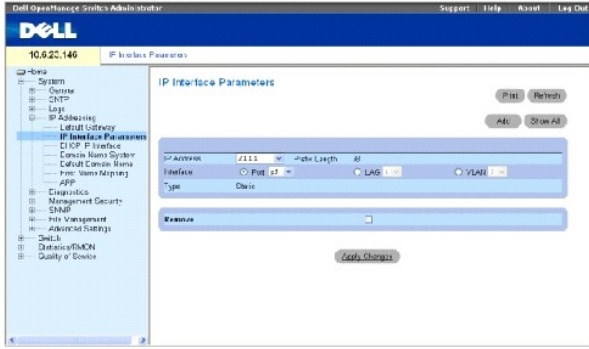 Dell OpenManage Switch Administrator
Support Help About Log Out
DELL
10.6.23.146 IP Interface Parameters
Home
System
General
SNTP
Logs
IP Addressing
Default Gateway
IP Interface Parameters
DHCP IP Interface
Domain Name System
Default Domain Name
Host Name Mapping
ARP
Diagnostics
Management Security
SNMP
File Management
Advanced Settings
Switch
Statistics/RMON
Quality of Service
IP Interface Parameters
Print Refresh
Add Show All
IP Address Prefix Length /8
Interface Port LAG VLAN
Type Static
Remove
Apply Changes